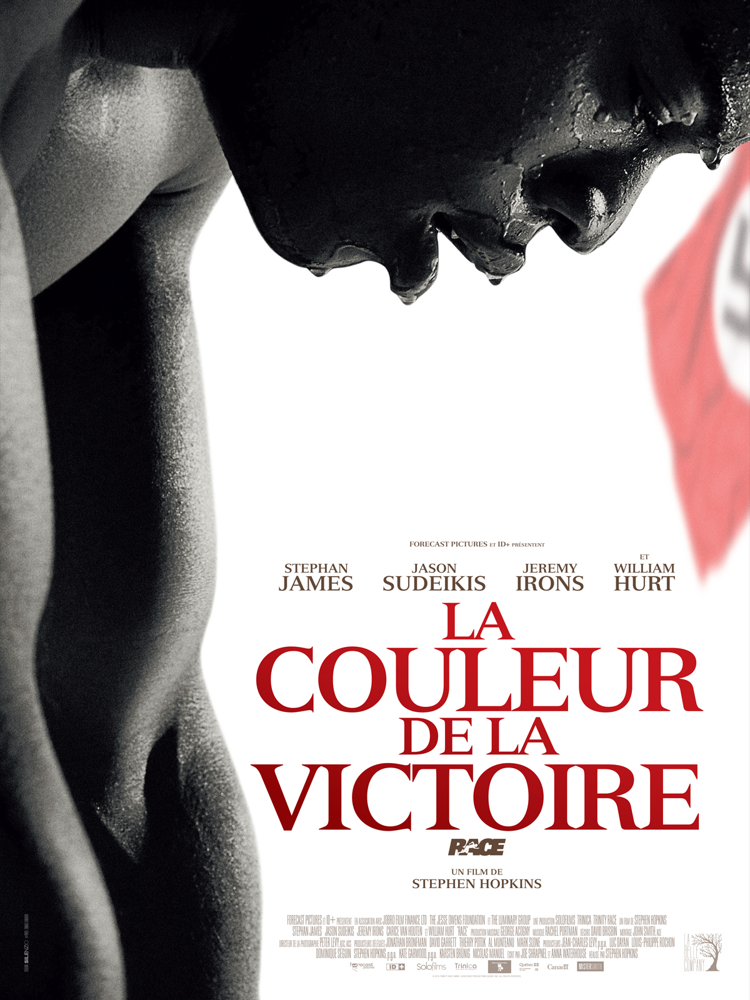 FORECAST PICTURES ET ID+ PRÉSENTENT
STEPHAN JAMES
JASON SUDEIKIS
JEREMY IRONS
ET WILLIAM HURT
LA
COULEUR
DE LA
VICTOIRE
RACE
UN FILM DE
STEPHEN HOPKINS
FORECAST PICTURES ET ID+ PRÉSENTENT EN ASSOCIATION AVEC JOBRO FILM FINANCE LTD THE JESSE OWENS FOUNDATION ET THE LUMINARY GROUP UNE PRODUCTION SOLOFILMS TRINICA TRINITY RACE UN FILM DE STEPHEN HOPKINS
STEPHAN JAMES JASON SUDEIKIS JEREMY IRONS CARICE VAN HOUTEN ET WILLIAM HURT "RACE" PRODUCTION MUSICALE GEORGE ACOGNY MUSIQUE RACHEL PORTMAN DÉCORS DAVID BRISBIN MONTAGE JOHN SMITH, ACE
DIRECTEUR DE LA PHOTOGRAPHIE PETER LEVY, ACS, ASC PRODUCTEURS DÉLÉGUÉS JONATHAN BRONFMAN DAVID GARRETT THIERRY POTOK AL MUNTEANU MARK SLONE PRODUCTEURS JEAN-CHARLES LEVY, p.g.a. LUC DAYAN LOUIS-PHILIPPE ROCHON
DOMINIQUE SÉGUIN STEPHEN HOPKINS p.g.a. KATE GARWOOD p.g.a. KARSTEN BRÜNIG NICOLAS MANUEL ÉCRIT PAR JOE SHRAPNEL ET ANNA WATERHOUSE RÉALISÉ PAR STEPHEN HOPKINS
forecast pictures ID+ Solofilms Trinica Québec Canada MISTERSMITH
LA BELLE COMPANY
SILENZO